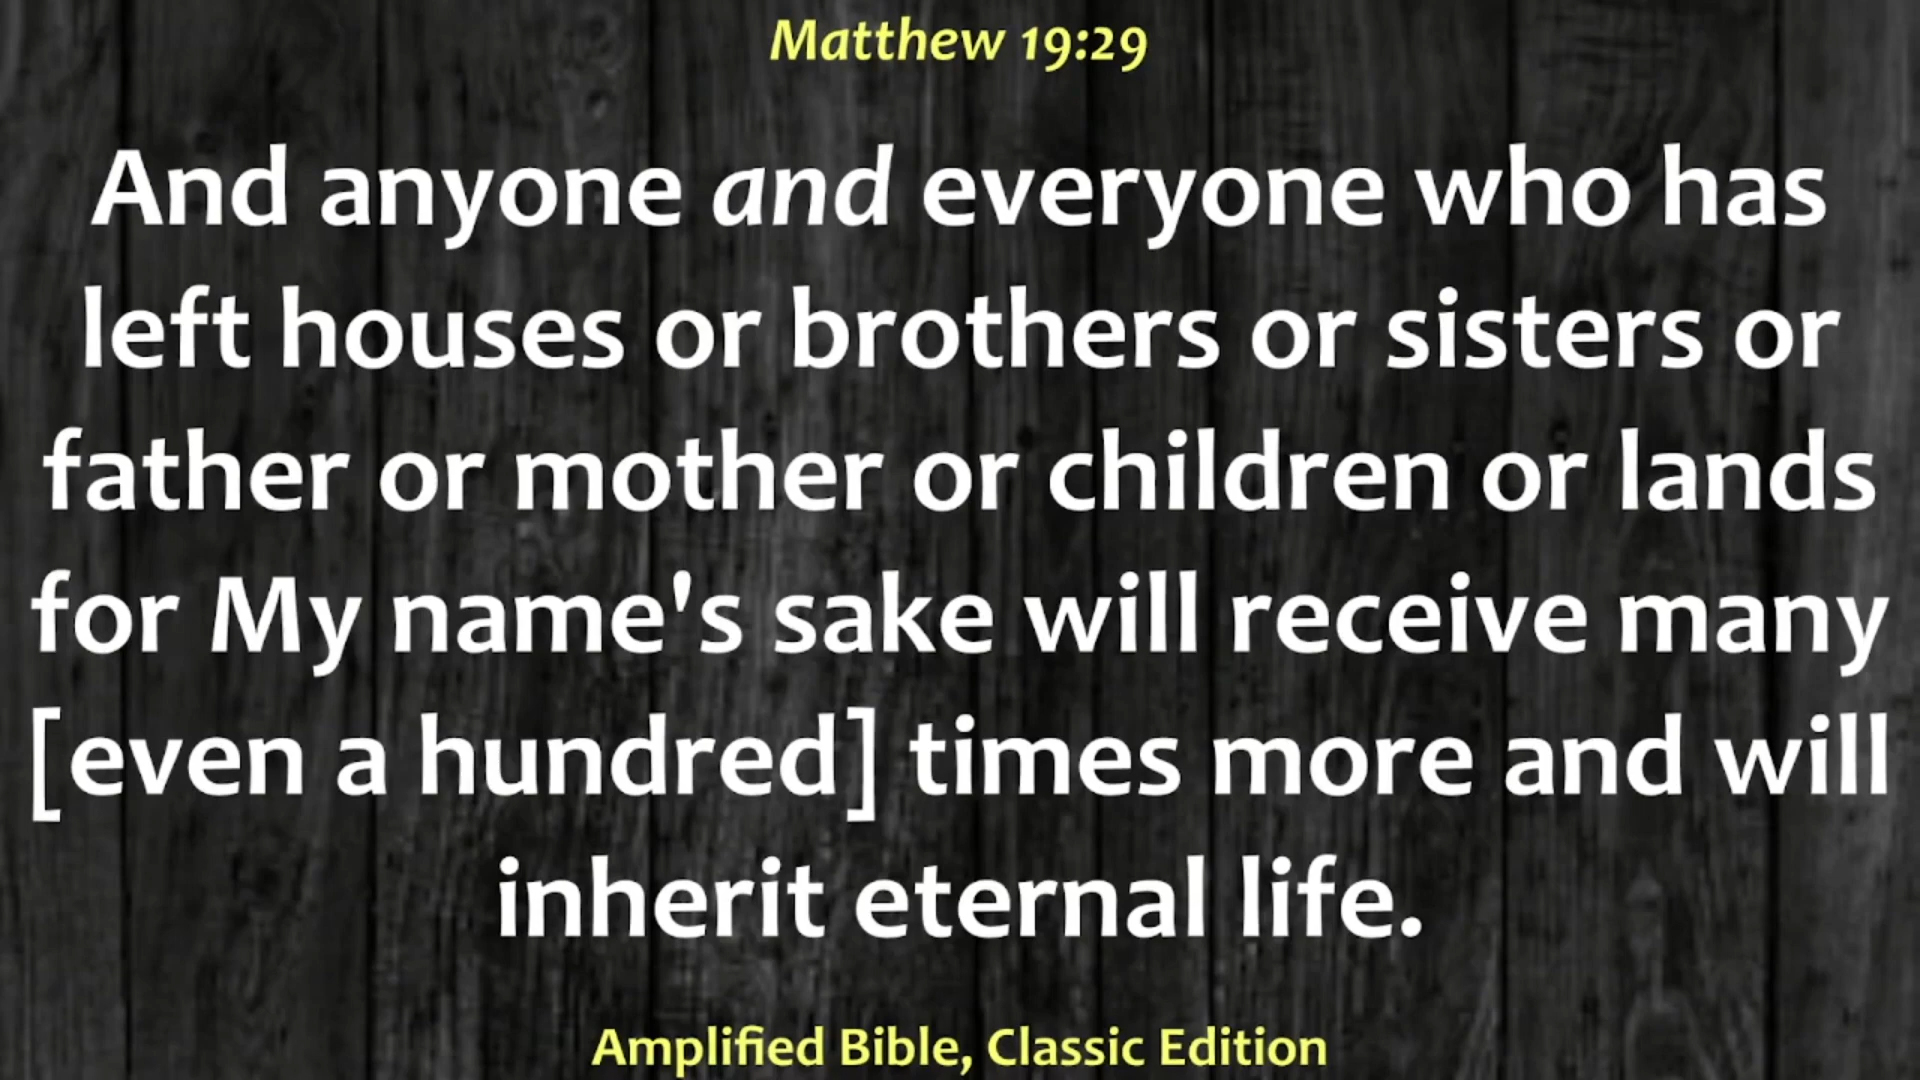 Matthew 19:29
And anyone and everyone who has
left houses or brothers or sisters or
father or mother or children or lands
for My name's sake will receive many
[even a hundred] times more and will
inherit eternal life.
Amplified Bible, Classic Edition